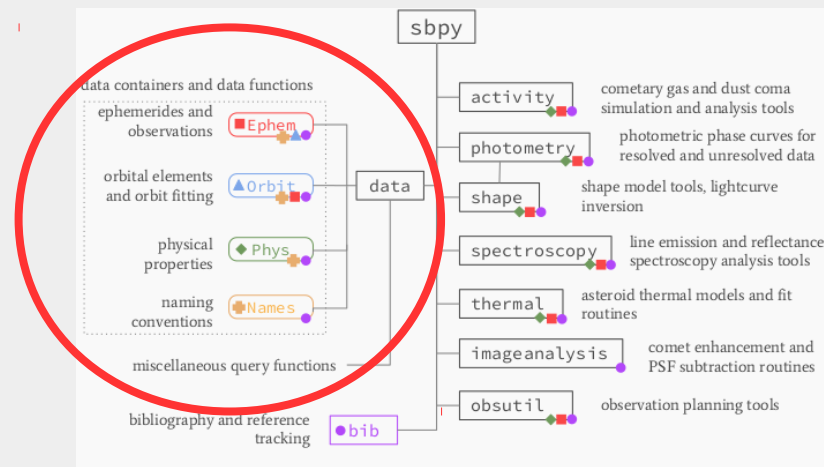 sbpy
data containers and data functions
ephemerides and
observations
Ephem
orbital elements
and orbit fitting
Orbit
physical
properties
Phys
naming
conventions
Names
data
miscellaneous query functions
bibliography and reference
tracking
bib
activity
cometary gas and dust coma
simulation and analysis tools
photometry
photometric phase curves for
resolved and unresolved data
shape
shape model tools, lightcurve
inversion
spectroscopy
line emission and reflectance
spectroscopy analysis tools
thermal
asteroid thermal models and fit
routines
imageanalysis
comet enhancement and
PSF subtraction routines
obsutil
observation planning tools